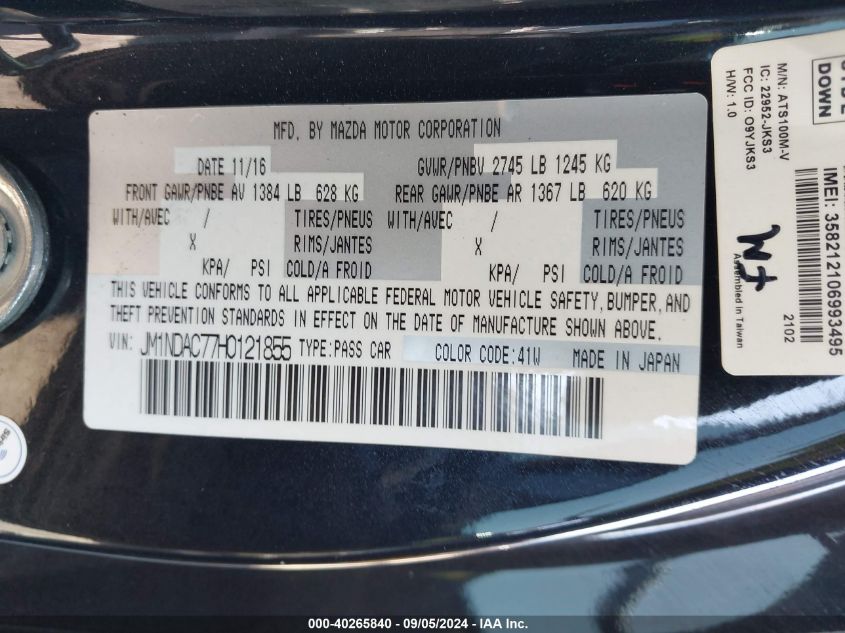 MFD. BY MAZDA MOTOR CORPORATION
DATE 11/16 GVWR/PNBV 2745 LB 1245 KG
FRONT GAWR/PNBE AV 1384 LB 628 KG REAR GAWR/PNBE AR 1367 LB 620 KG
WITH/AVEC / TIRES/PNEUS WITH/AVEC / TIRES/PNEUS
X RIMS/JANTES X RIMS/JANTES
KPA/ PSI COLD/A FROID KPA/ PSI COLD/A FROID
THIS VEHICLE CONFORMS TO ALL APPLICABLE FEDERAL MOTOR VEHICLE SAFETY, BUMPER, AND
THEFT PREVENTION STANDARDS IN EFFECT ON THE DATE OF MANUFACTURE SHOWN ABOVE.
VIN: JM1NDAC77H0121855 TYPE:PASS CAR COLOR CODE:41W MADE IN JAPAN
DOWN
M/N: ATS100M-V
IC: 22952-JKS3
FCC ID: O9YJKS3
H/W: 1.0
IMEI: 358212106993495
Assembled in Taiwan
2102
000-40265840 - 09/05/2024 - IAA Inc.